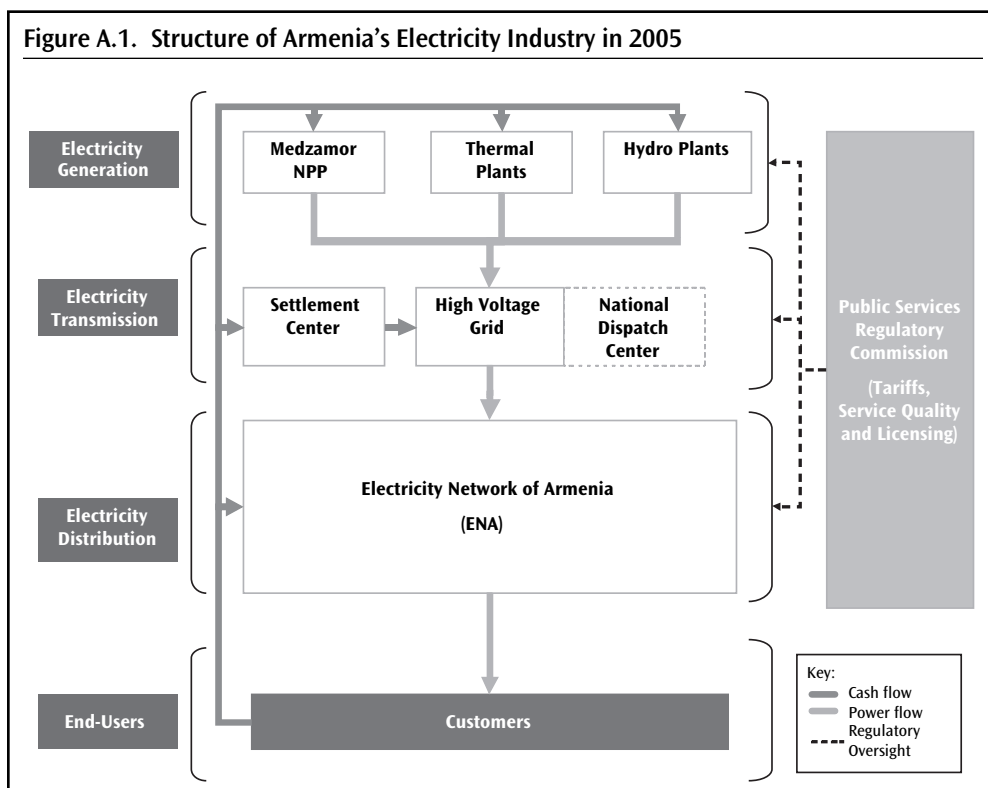 Figure A.1. Structure of Armenia's Electricity Industry in 2005
Electricity
Generation
Medzamor
NPP
Thermal
Plants
Hydro Plants
Electricity
Transmission
Settlement
Center
High Voltage
Grid
National
Dispatch
Center
Public Services
Regulatory
Commission
(Tariffs,
Service Quality
and Licensing)
Electricity
Distribution
Electricity Network of Armenia
(ENA)
End-Users
Customers
Key:
Cash flow
Power flow
Regulatory
Oversight